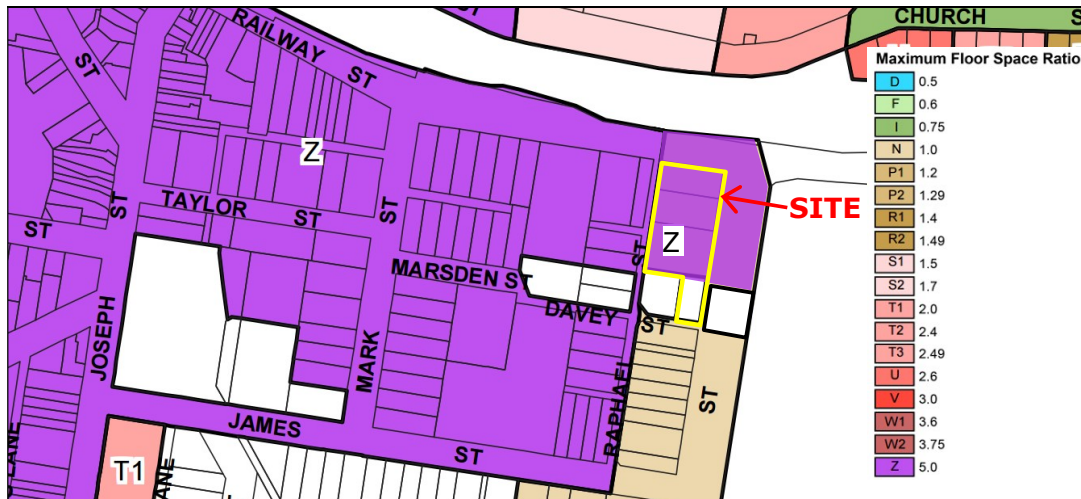 CHURCH S
RAILWAY ST
ST
Maximum Floor Space Ratio
D 0.5
F 0.6
I 0.75
N 1.0
P1 1.2
P2 1.29
R1 1.4
R2 1.49
S1 1.5
S2 1.7
T1 2.0
T2 2.4
T3 2.49
U 2.6
V 3.0
W1 3.6
W2 3.75
Z 5.0
Z
TAYLOR ST
ST
ST
ST
SITE
Z
ST
MARSDEN ST
DAVEY ST
JOSEPH
MARK
RAPHAEL
ST
JAMES ST
T1
LANE
LANE